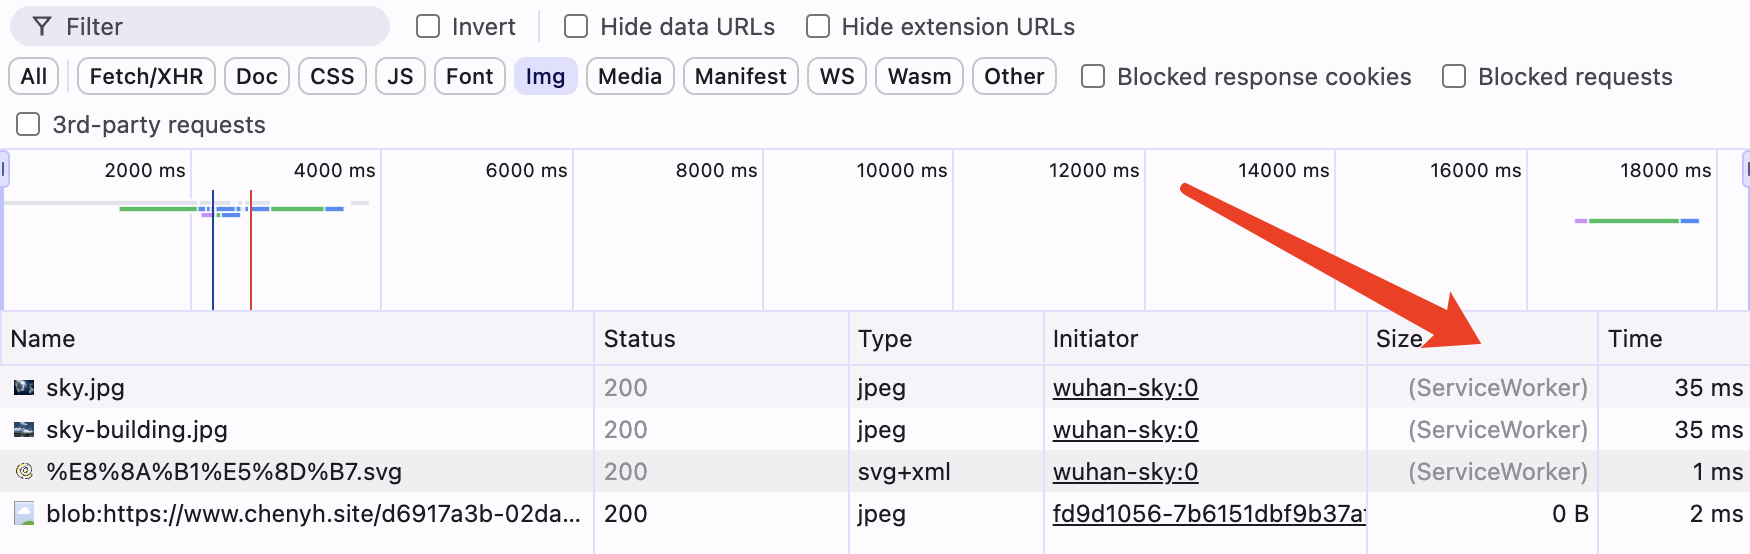 Filter Invert Hide data URLs Hide extension URLs
All Fetch/XHR Doc CSS JS Font Img Media Manifest WS Wasm Other Blocked response cookies Blocked requests
3rd-party requests
2000 ms 4000 ms 6000 ms 8000 ms 10000 ms 12000 ms 14000 ms 16000 ms 18000 ms
Name Status Type Initiator Size Time
sky.jpg 200 jpeg wuhan-sky:0 (ServiceWorker) 35 ms
sky-building.jpg 200 jpeg wuhan-sky:0 (ServiceWorker) 35 ms
%E8%8A%B1%E5%8D%B7.svg 200 svg+xml wuhan-sky:0 (ServiceWorker) 1 ms
blob:https://www.chenyh.site/d6917a3b-02da... 200 jpeg fd9d1056-7b6151dbf9b37a 0 B 2 ms